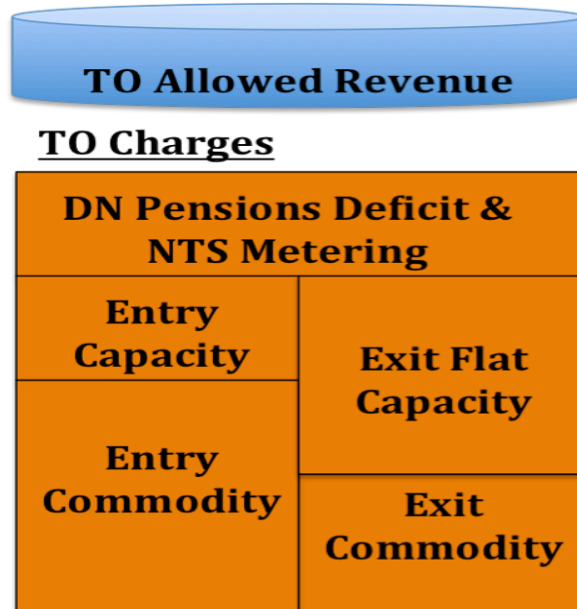 TO Allowed Revenue
TO Charges
DN Pensions Deficit &
NTS Metering
Entry
Capacity
Exit Flat
Capacity
Entry
Commodity
Exit
Commodity